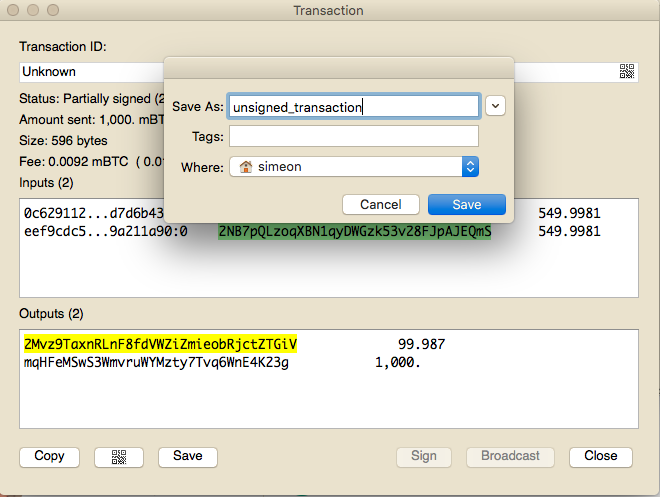 Transaction
Transaction ID:
Unknown
Status: Partially signed (2
Amount sent: 1,000. mBT
Size: 596 bytes
Fee: 0.0092 mBTC ( 0.0
Inputs (2)
Save As: unsigned_transaction
Tags:
Where: simeon
Cancel Save
0c629112...d7d6b43 549.9981
eef9cdc5...9a211a90:0 2NB7pQLzoqXBN1qyDWGzk53v28FJpAJEQmS 549.9981
Outputs (2)
2Mvz9TaxnRLnF8fdVWZiZmieobRjctZTGiV 99.987
mqHFeMSwS3WmvruWYMzty7Tvq6WnE4K23g 1,000.
Copy Save Sign Broadcast Close